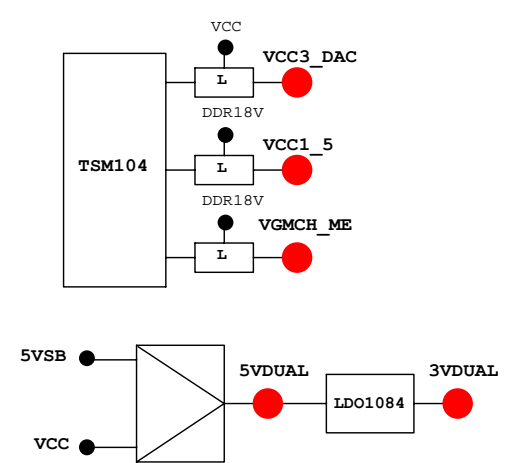 VCC
VCC3_DAC
L
DDR18V
VCC1_5
TSM104
L
DDR18V
VGMCH_ME
L
5VSB
5VDUAL
3VDUAL
LDO1084
VCC